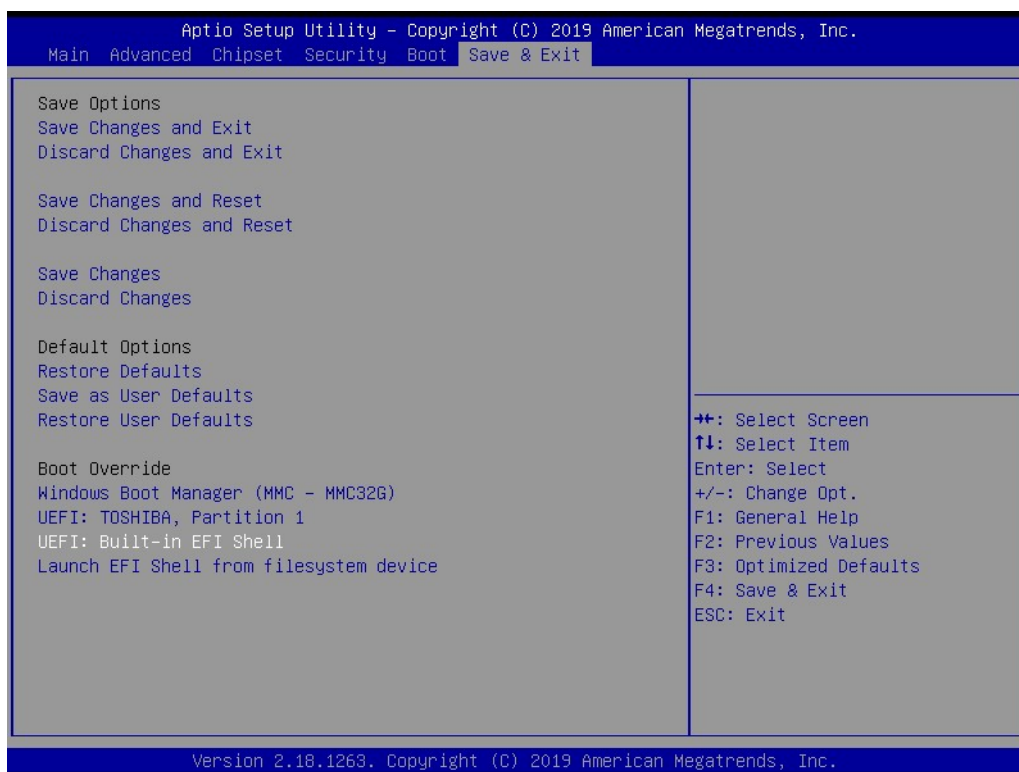 Aptio Setup Utility – Copyright (C) 2019 American Megatrends, Inc.
Main Advanced Chipset Security Boot Save & Exit
Save Options
Save Changes and Exit
Discard Changes and Exit
Save Changes and Reset
Discard Changes and Reset
Save Changes
Discard Changes
Default Options
Restore Defaults
Save as User Defaults
Restore User Defaults
Boot Override
Windows Boot Manager (MMC – MMC32G)
UEFI: TOSHIBA, Partition 1
UEFI: Built-in EFI Shell
Launch EFI Shell from filesystem device
→←: Select Screen
↑↓: Select Item
Enter: Select
+/-: Change Opt.
F1: General Help
F2: Previous Values
F3: Optimized Defaults
F4: Save & Exit
ESC: Exit
Version 2.18.1263. Copyright (C) 2019 American Megatrends, Inc.